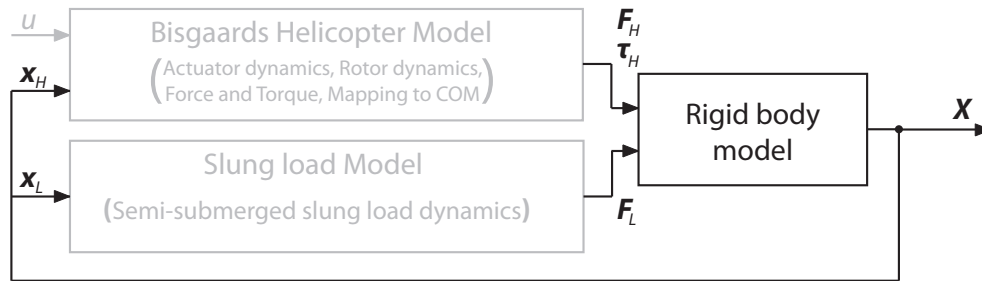 u
Bisgaards Helicopter Model
(Actuator dynamics, Rotor dynamics,
Force and Torque, Mapping to COM)
x_H
F_H
τ_H
Rigid body
model
X
Slung load Model
(Semi-submerged slung load dynamics)
x_L
F_L